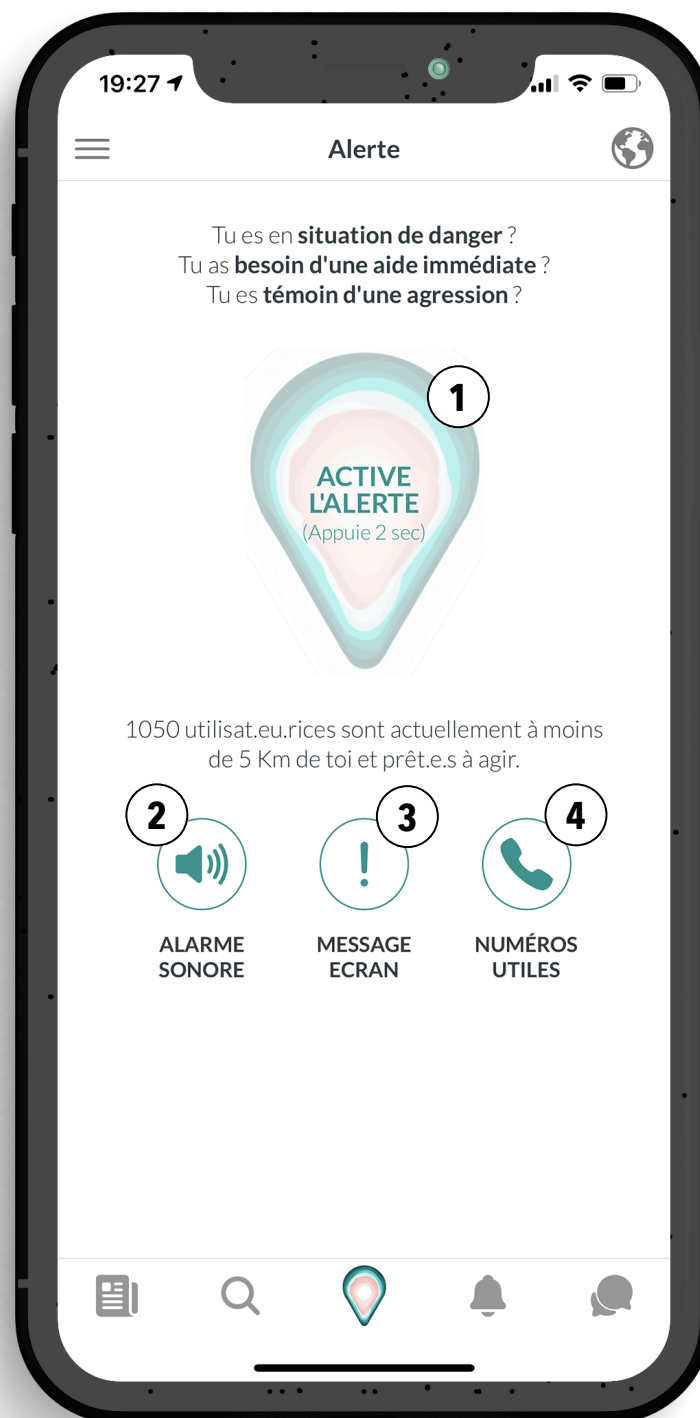 19:27
Alerte
Tu es en situation de danger ?
Tu as besoin d'une aide immédiate ?
Tu es témoin d'une agression ?
1
ACTIVE
L'ALERTE
(Appuie 2 sec)
1050 utilisat.eu.rices sont actuellement à moins
de 5 Km de toi et prêt.e.s à agir.
2
3
4
ALARME
SONORE
MESSAGE
ECRAN
NUMÉROS
UTILES